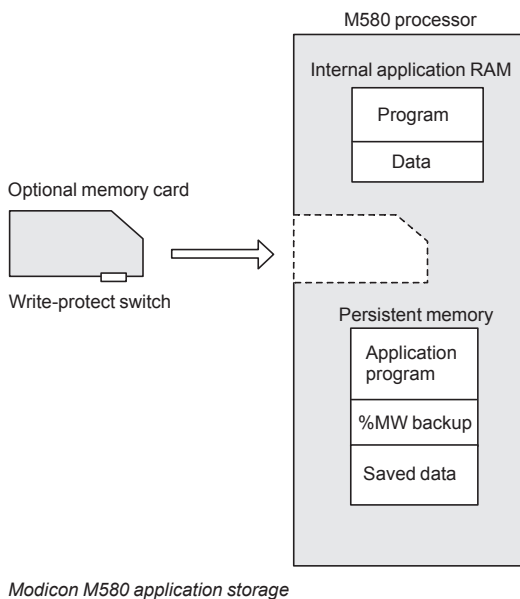 M580 processor
Internal application RAM
Program
Data
Optional memory card
Write-protect switch
Persistent memory
Application
program
%MW backup
Saved data
Modicon M580 application storage